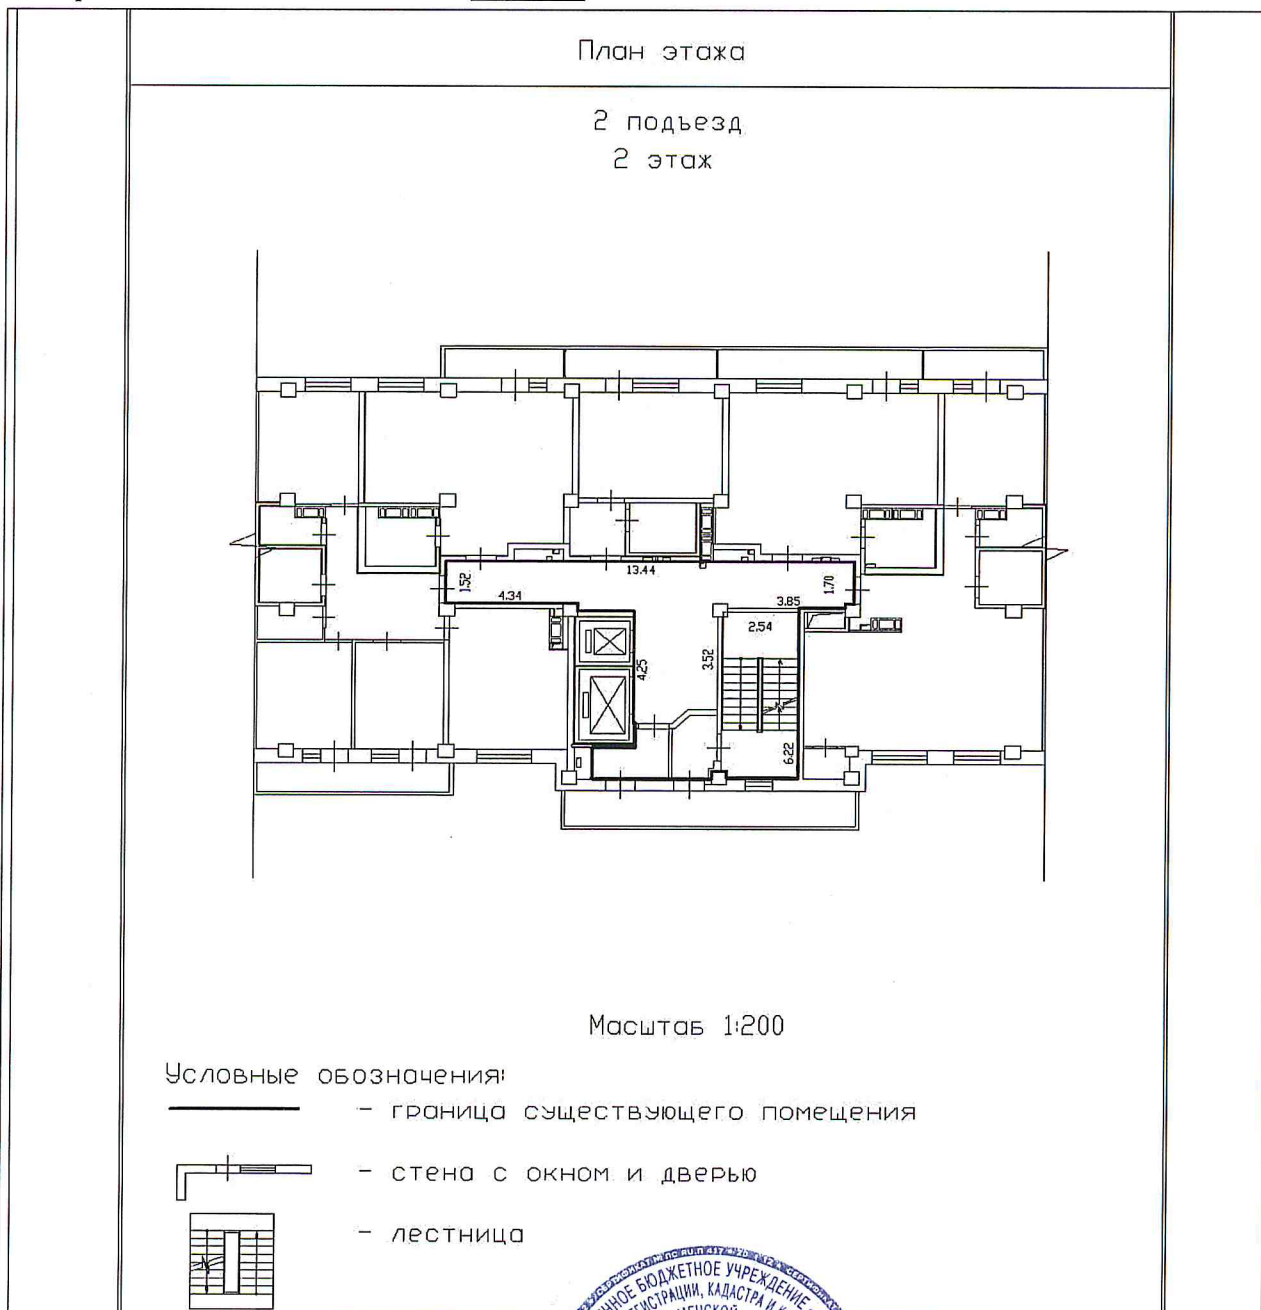 План этажа
2 подъезд
2 этаж
13.44
1.52
4.34
1.70
3.85
2.54
4.25
3.52
6.22
Масштаб 1:200
Условные обозначения:
- граница существующего помещения
- стена с окном и дверью
- лестница
БЮДЖЕТНОЕ УЧРЕЖДЕНИЕ
КАДАСТРА И